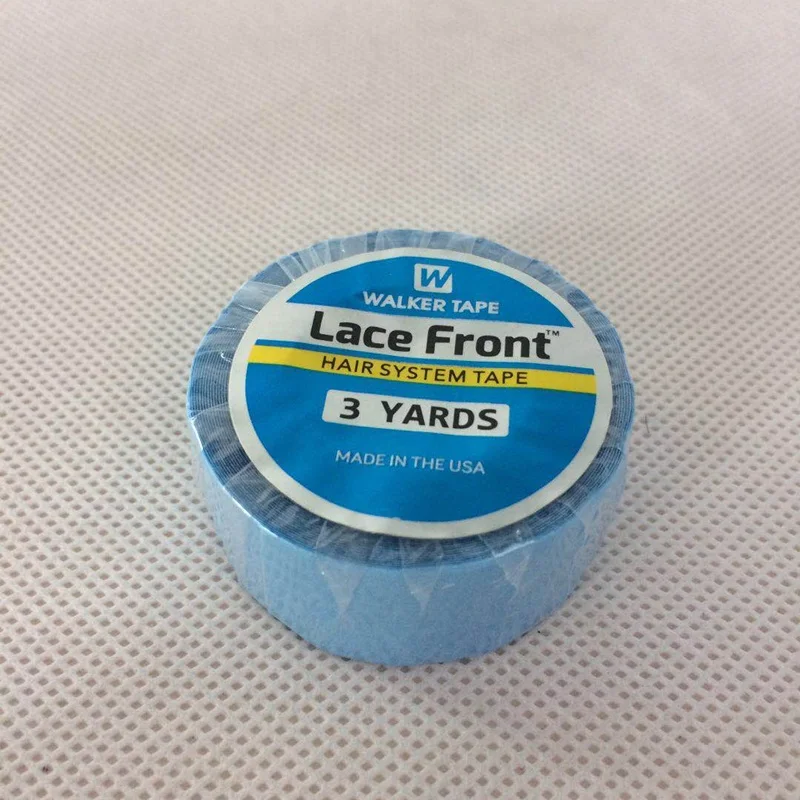 W
WALKER TAPE
Lace Front™
HAIR SYSTEM TAPE
3 YARDS
MADE IN THE USA